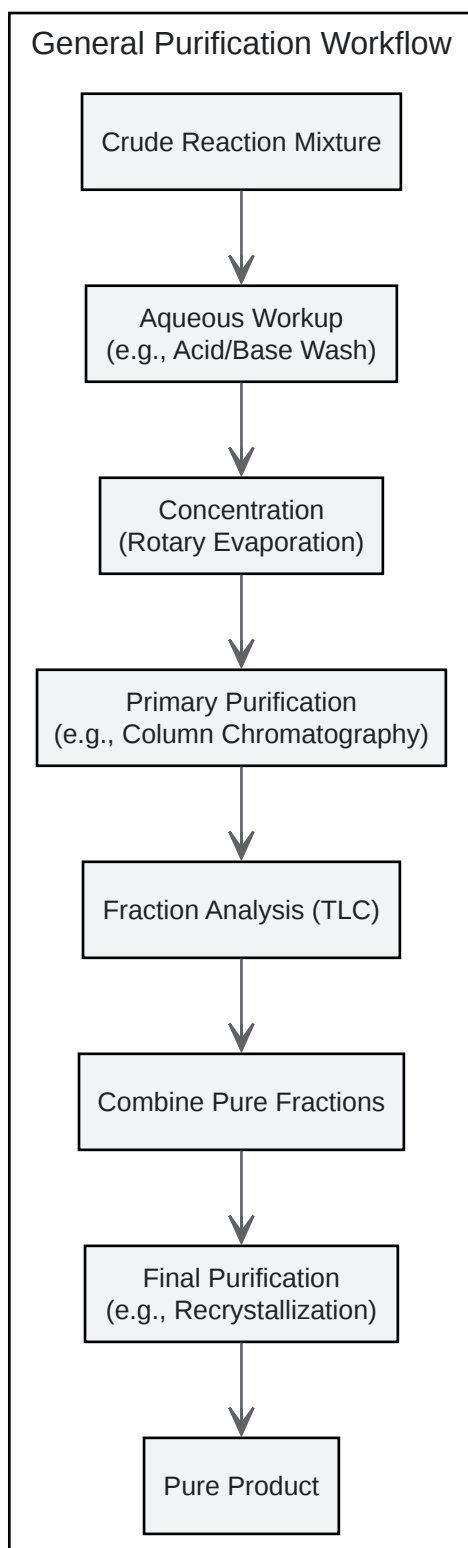 General Purification Workflow
Crude Reaction Mixture
Aqueous Workup
(e.g., Acid/Base Wash)
Concentration
(Rotary Evaporation)
Primary Purification
(e.g., Column Chromatography)
Fraction Analysis (TLC)
Combine Pure Fractions
Final Purification
(e.g., Recrystallization)
Pure Product